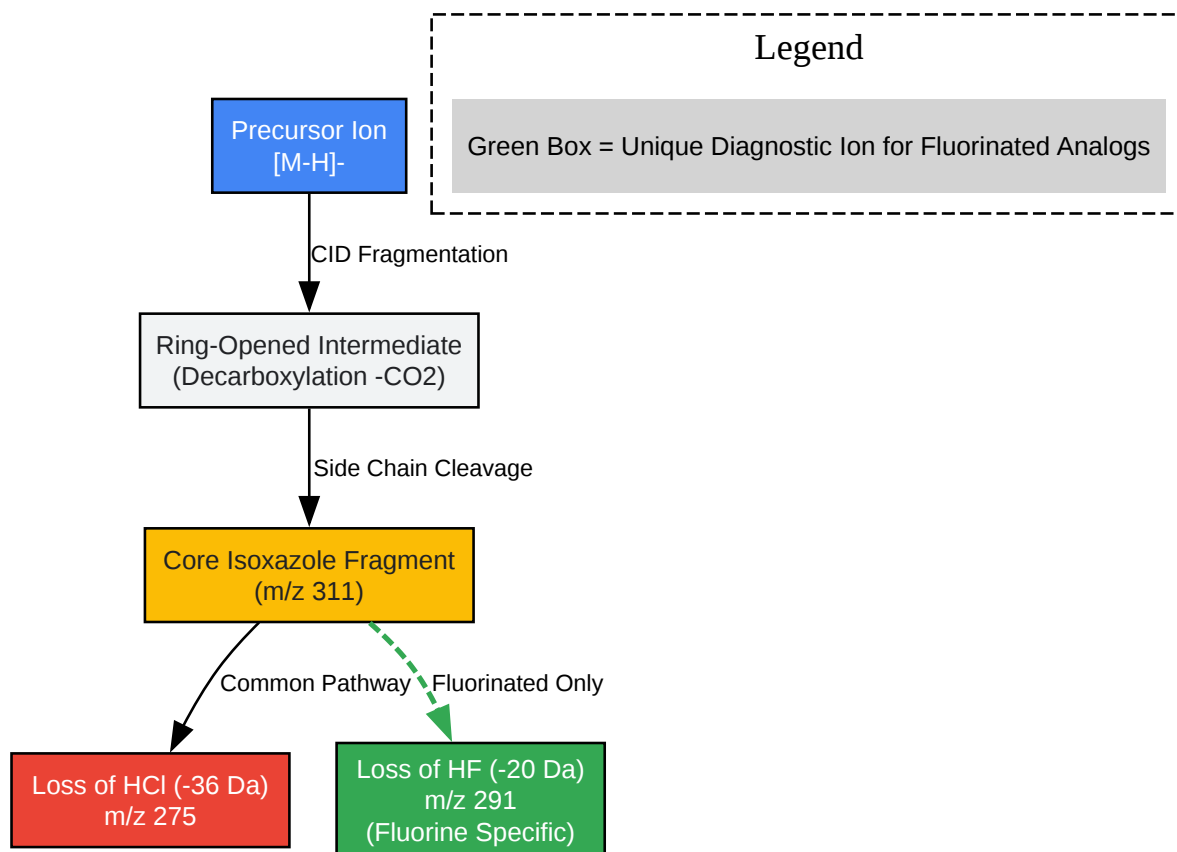 Legend
Green Box = Unique Diagnostic Ion for Fluorinated Analogs
Precursor Ion
[M-H]-
CID Fragmentation
Ring-Opened Intermediate
(Decarboxylation -CO2)
Side Chain Cleavage
Core Isoxazole Fragment
(m/z 311)
Common Pathway
Fluorinated Only
Loss of HCl (-36 Da)
m/z 275
Loss of HF (-20 Da)
m/z 291
(Fluorine Specific)